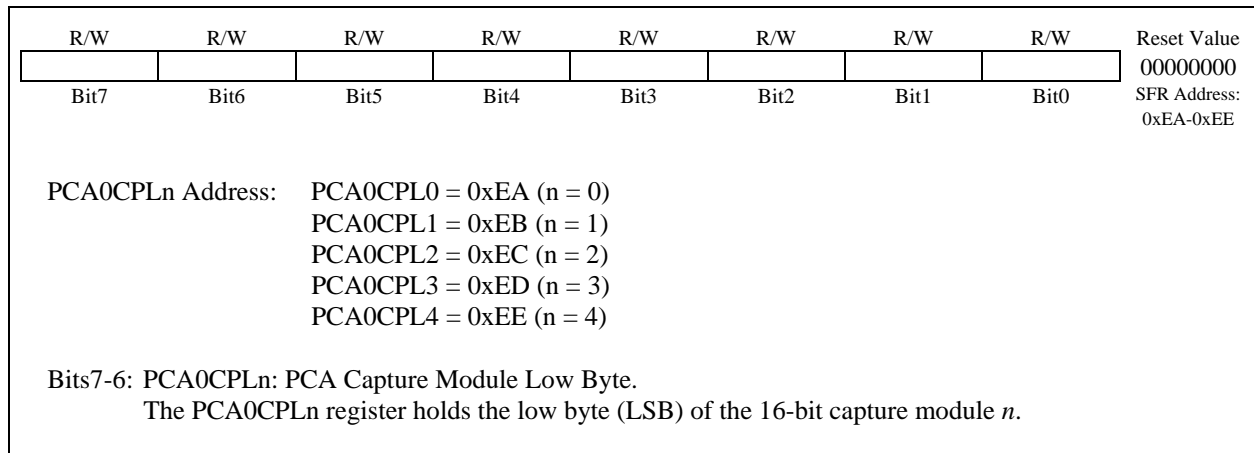 R/W R/W R/W R/W R/W R/W R/W R/W Reset Value
00000000
Bit7 Bit6 Bit5 Bit4 Bit3 Bit2 Bit1 Bit0 SFR Address:
0xEA-0xEE
PCA0CPLn Address: PCA0CPL0 = 0xEA (n = 0)
PCA0CPL1 = 0xEB (n = 1)
PCA0CPL2 = 0xEC (n = 2)
PCA0CPL3 = 0xED (n = 3)
PCA0CPL4 = 0xEE (n = 4)
Bits7-6: PCA0CPLn: PCA Capture Module Low Byte.
The PCA0CPLn register holds the low byte (LSB) of the 16-bit capture module n.